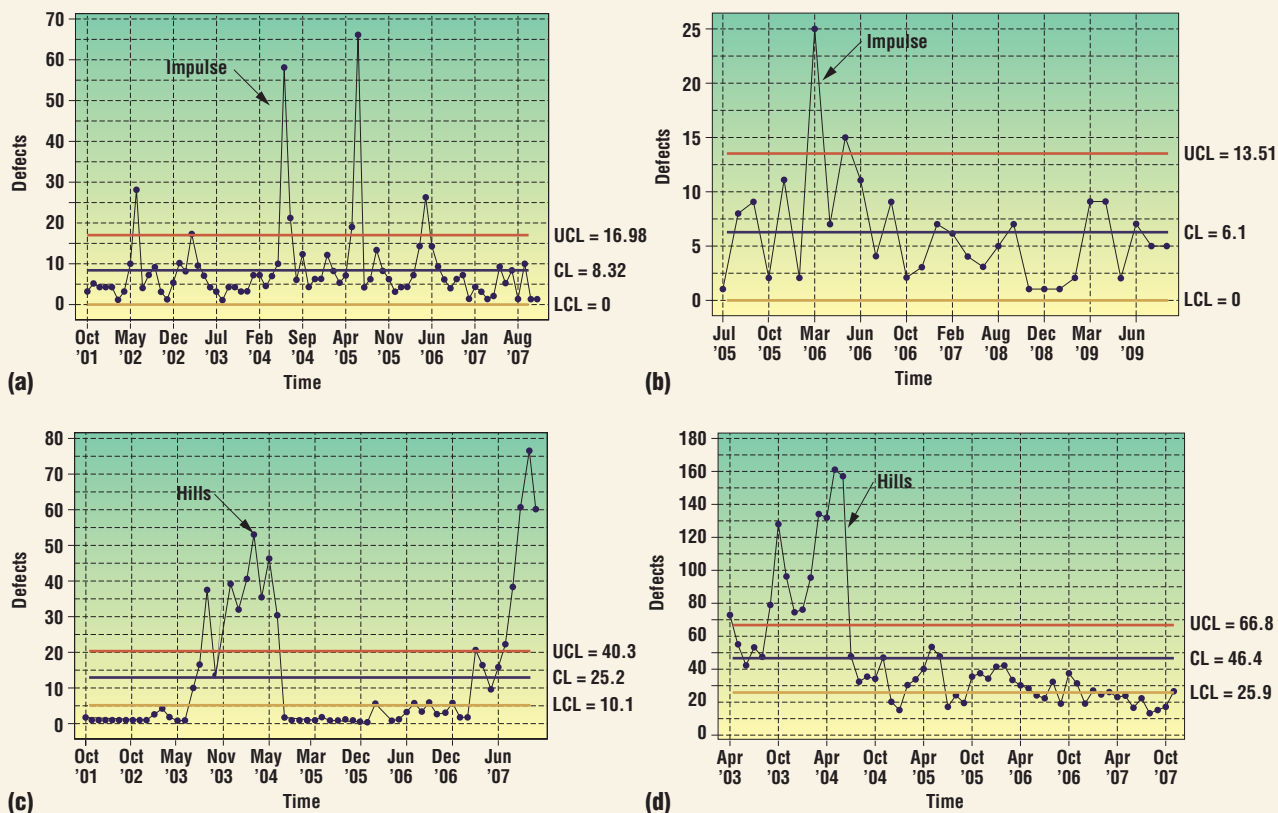 70
60
50
40
30
20
10
0
Defects
Impulse
UCL = 16.98
CL = 8.32
LCL = 0
Oct May Dec Jul Feb Sep Apr Nov Jun Jan Aug
'01 '02 '02 '03 '04 '04 '05 '05 '06 '07 '07
Time
(a)
25
20
15
10
5
0
Defects
Impulse
UCL = 13.51
CL = 6.1
LCL = 0
Jul Oct Mar Jun Oct Feb Aug Dec Mar Jun
'05 '05 '06 '06 '06 '07 '08 '08 '09 '09
Time
(b)
80
70
60
50
40
30
20
10
0
Defects
Hills
UCL = 40.3
CL = 25.2
LCL = 10.1
Oct Oct May Nov May Mar Dec Jun Dec Jun
'01 '02 '03 '03 '04 '05 '05 '06 '06 '07
Time
(c)
180
160
140
120
100
80
60
40
20
0
Defects
Hills
UCL = 66.8
CL = 46.4
LCL = 25.9
Apr Oct Apr Oct Apr Oct Apr Oct Apr Oct
'03 '03 '04 '04 '05 '05 '06 '06 '07 '07
Time
(d)